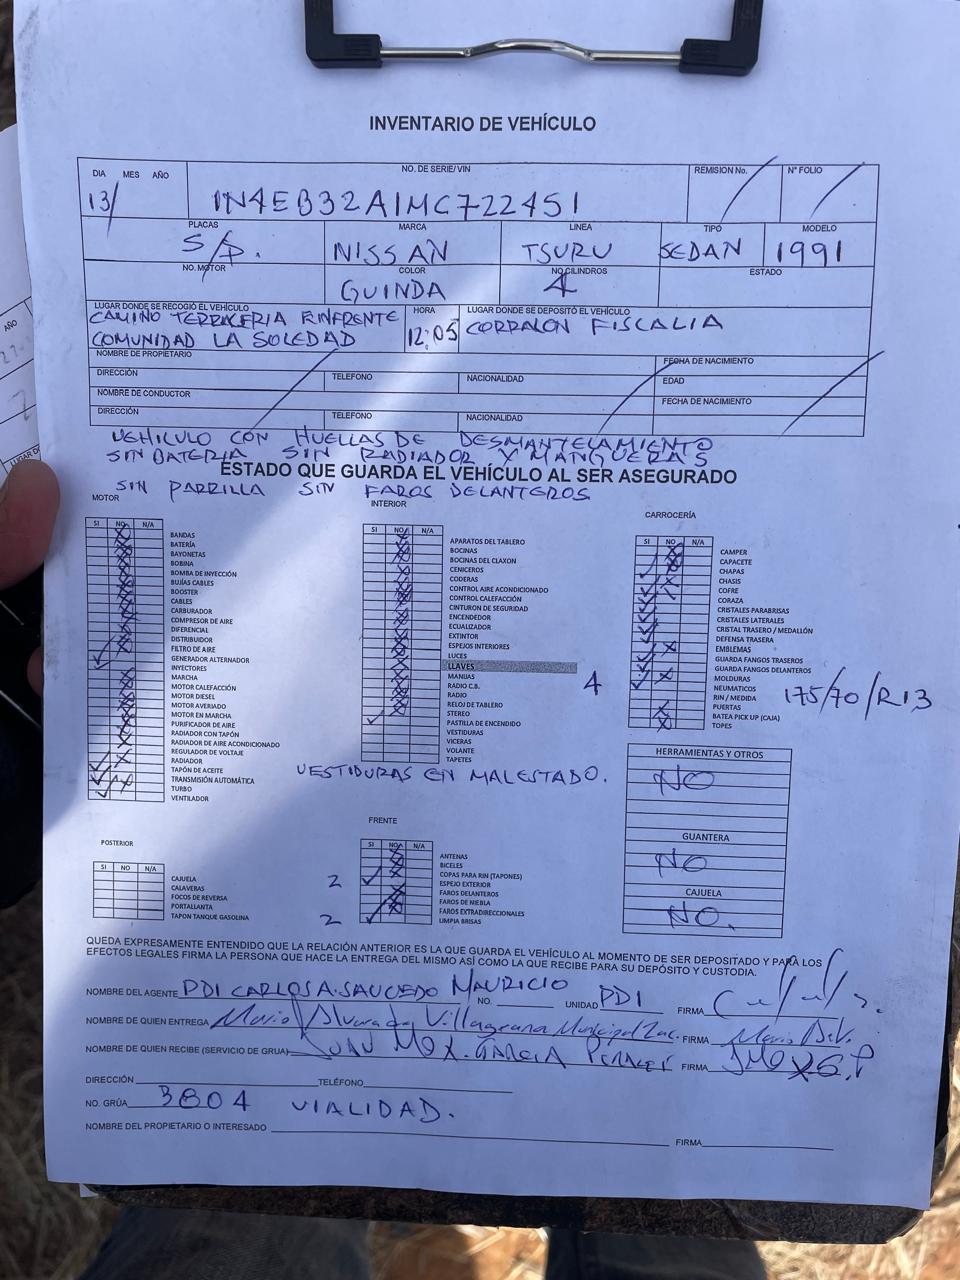 INVENTARIO DE VEHÍCULO
DIA MES AÑO NO. DE SERIE/VIN REMISION No. N° FOLIO
13/ 1N4EB32A1MC722451
PLACAS MARCA LINEA TIPO MODELO
S/P. NISSAN TSURU SEDAN 1991
NO. MOTOR COLOR NO. CILINDROS ESTADO
GUINDA 4
LUGAR DONDE SE RECOGIÓ EL VEHÍCULO HORA LUGAR DONDE SE DEPOSITÓ EL VEHÍCULO
CAMINO TERRACERIA ENFRENTE 12:05 CORRALON FISCALIA
COMUNIDAD LA SOLEDAD
NOMBRE DE PROPIETARIO FECHA DE NACIMIENTO
DIRECCIÓN TELEFONO NACIONALIDAD EDAD
NOMBRE DE CONDUCTOR FECHA DE NACIMIENTO
DIRECCIÓN TELEFONO NACIONALIDAD
VEHICULO CON HUELLAS DE DESMANTELAMIENTO
SIN BATERIA SIN RADIADOR Y MANGUERAS
ESTADO QUE GUARDA EL VEHÍCULO AL SER ASEGURADO
SIN PARRILLA SIN FAROS DELANTEROS
MOTOR
SI NO N/A
BANDAS
BATERÍA
BAYONETAS
BOBINA
BOMBA DE INYECCIÓN
BUJÍAS CABLES
BOOSTER
CABLES
CARBURADOR
COMPRESOR DE AIRE
DIFERENCIAL
DISTRIBUIDOR
FILTRO DE AIRE
GENERADOR ALTERNADOR
INYECTORES
MARCHA
MOTOR CALEFACCIÓN
MOTOR DIESEL
MOTOR AVERIADO
MOTOR EN MARCHA
PURIFICADOR DE AIRE
RADIADOR CON TAPÓN
RADIADOR DE AIRE ACONDICIONADO
REGULADOR DE VOLTAJE
RADIADOR
TAPÓN DE ACEITE
TRANSMISIÓN AUTOMÁTICA
TURBO
VENTILADOR
INTERIOR
SI NO N/A
APARATOS DEL TABLERO
BOCINAS
BOCINAS DEL CLAXON
CENICEROS
CODERAS
CONTROL AIRE ACONDICIONADO
CONTROL CALEFACCIÓN
CINTURON DE SEGURIDAD
ENCENDEDOR
ECUALIZADOR
EXTINTOR
ESPEJOS INTERIORES
LUCES
LLAVES
MANIJAS
RADIO C.B.
RADIO
RELOJ DE TABLERO
STEREO
PASTILLA DE ENCENDIDO
VESTIDURAS
VICERAS
VOLANTE
TAPETES
VESTIDURAS EN MAL ESTADO.
CARROCERÍA
SI NO N/A
CAMPER
CAPACETE
CHAPAS
CHASIS
COFRE
CORAZA
CRISTALES PARABRISAS
CRISTALES LATERALES
CRISTAL TRASERO / MEDALLÓN
DEFENSA TRASERA
EMBLEMAS
GUARDA FANGOS TRASEROS
GUARDA FANGOS DELANTEROS
MOLDURAS
4 NEUMATICOS 175/70/R13
RIN / MEDIDA
PUERTAS
BATEA PICK UP (CAJA)
TOPES
HERRAMIENTAS Y OTROS
NO
GUANTERA
NO
CAJUELA
NO.
POSTERIOR
SI NO N/A
CAJUELA
CALAVERAS
FOCOS DE REVERSA
PORTALLANTA
TAPON TANQUE GASOLINA
FRENTE
SI NO N/A
ANTENAS
BICELES
COPAS PARA RIN (TAPONES)
2 ESPEJO EXTERIOR
FAROS DELANTEROS
FAROS DE NIEBLA
FAROS EXTRADIRECCIONALES
2 LIMPIA BRISAS
QUEDA EXPRESAMENTE ENTENDIDO QUE LA RELACIÓN ANTERIOR ES LA QUE GUARDA EL VEHÍCULO AL MOMENTO DE SER DEPOSITADO Y PARA LOS
EFECTOS LEGALES FIRMA LA PERSONA QUE HACE LA ENTREGA DEL MISMO ASÍ COMO LA QUE RECIBE PARA SU DEPÓSITO Y CUSTODIA.
NOMBRE DEL AGENTE PDI CARLOS A. SAUCEDO MAURICIO NO. UNIDAD PDI FIRMA
NOMBRE DE QUIEN ENTREGA Mario Alvarado Villagrana Municipal Zac. FIRMA Mario A.V.
NOMBRE DE QUIEN RECIBE (SERVICIO DE GRUA) JUAN MOX. GARCIA PERALES FIRMA
DIRECCIÓN TELÉFONO
NO. GRÚA 3804 VIALIDAD.
NOMBRE DEL PROPIETARIO O INTERESADO FIRMA
AÑO